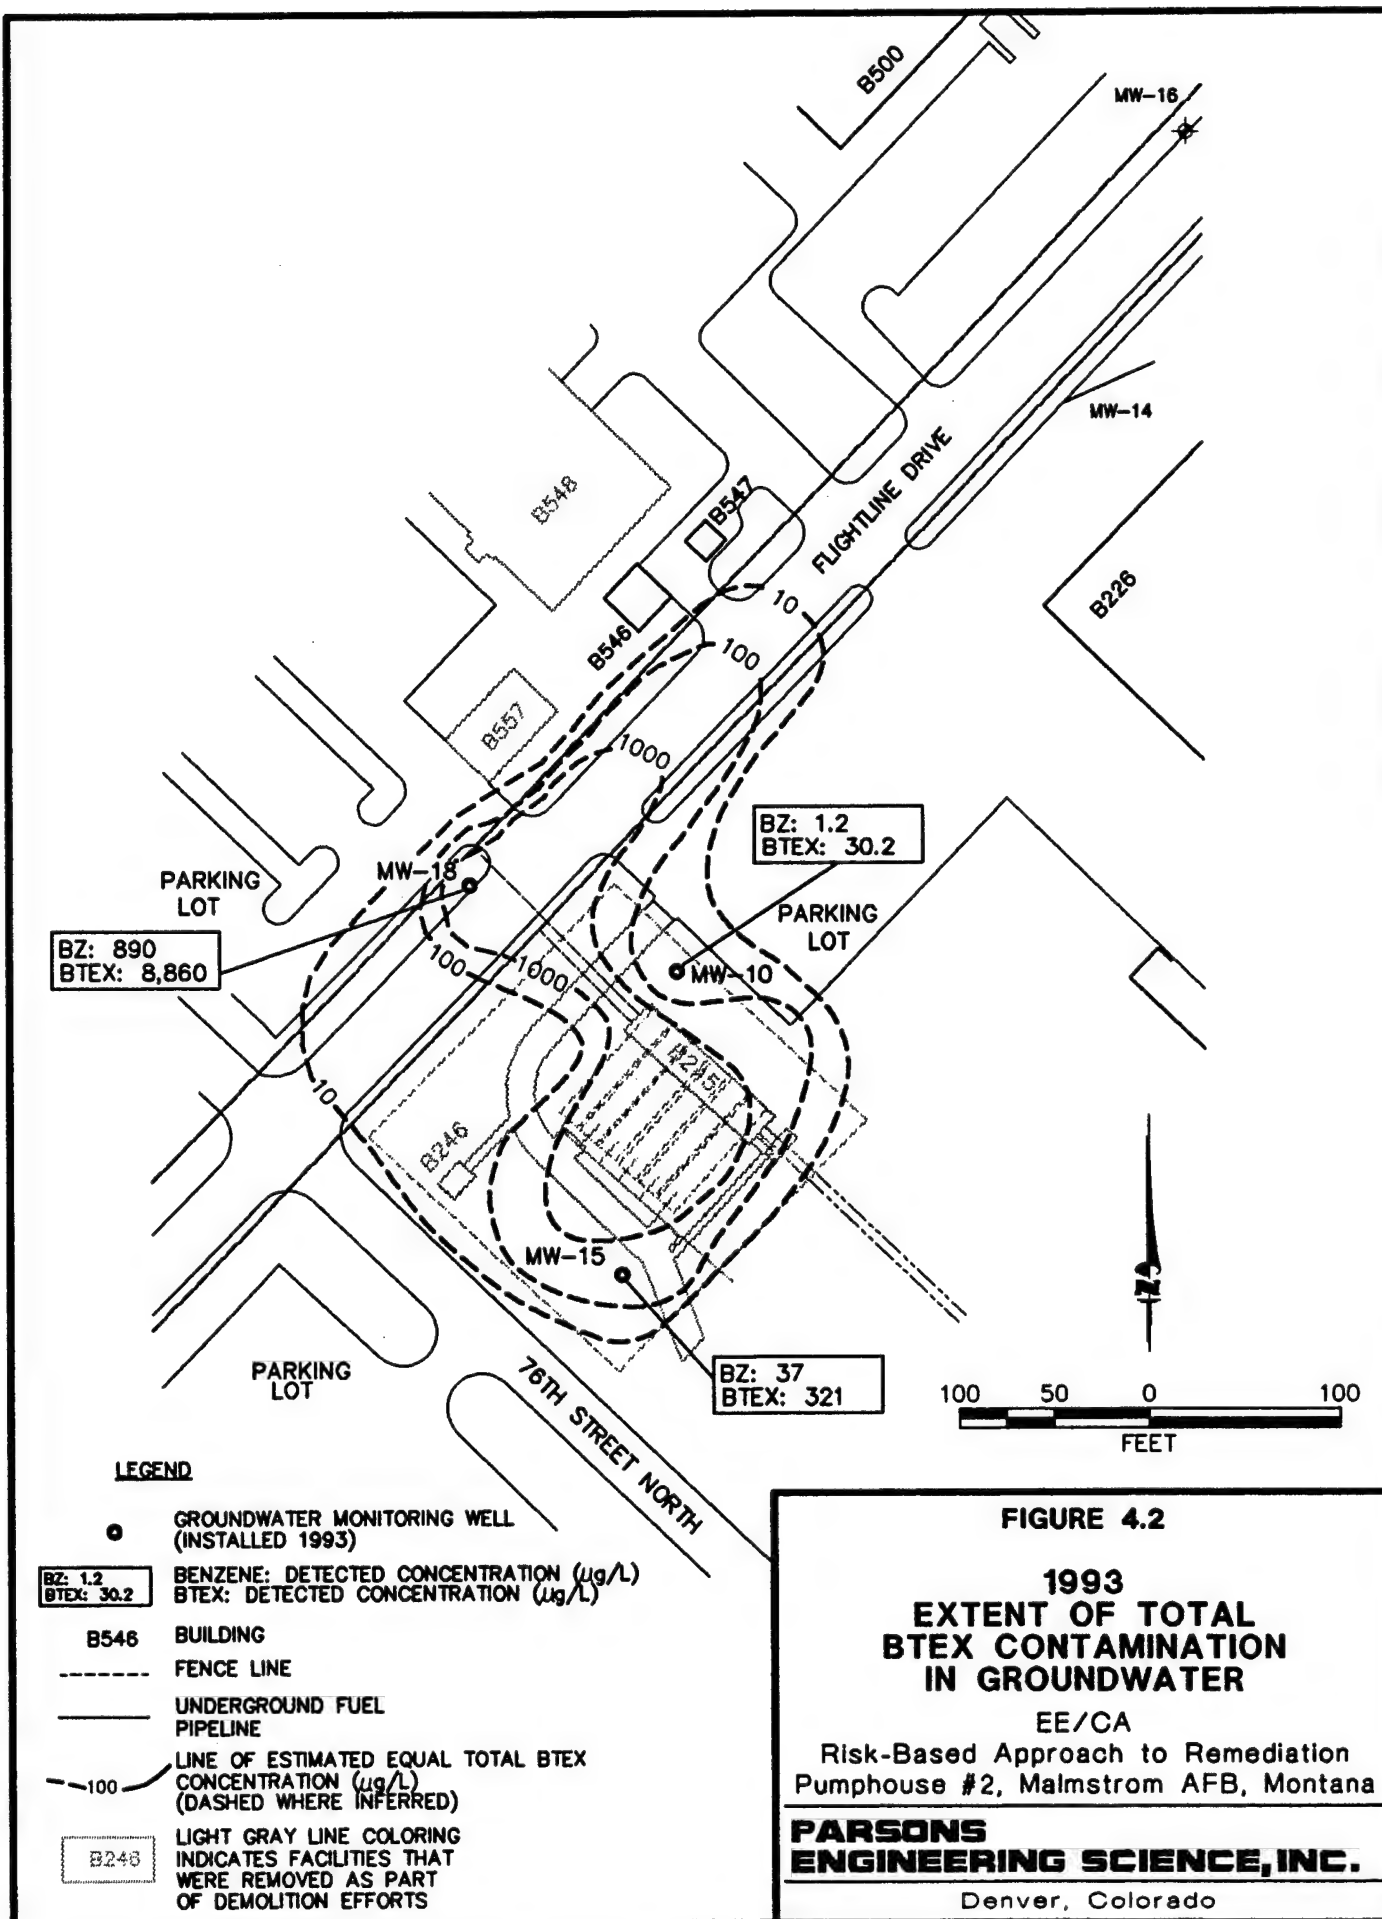 B500
MW-16
MW-14
FLIGHTLINE DRIVE
B548
B547
B226
B546
10
100
B557
1000
BZ: 1.2
BTEX: 30.2
MW-18
PARKING
LOT
PARKING
LOT
BZ: 890
BTEX: 8,860
100
1000
MW-10
10
B246
MW-15
PARKING
LOT
76TH STREET NORTH
BZ: 37
BTEX: 321
N
100 50 0 100
FEET
LEGEND
GROUNDWATER MONITORING WELL
(INSTALLED 1993)
BZ: 1.2
BTEX: 30.2
BENZENE: DETECTED CONCENTRATION (µg/L)
BTEX: DETECTED CONCENTRATION (µg/L)
B546 BUILDING
FENCE LINE
UNDERGROUND FUEL
PIPELINE
100
LINE OF ESTIMATED EQUAL TOTAL BTEX
CONCENTRATION (µg/L)
(DASHED WHERE INFERRED)
B246
LIGHT GRAY LINE COLORING
INDICATES FACILITIES THAT
WERE REMOVED AS PART
OF DEMOLITION EFFORTS
FIGURE 4.2
1993
EXTENT OF TOTAL
BTEX CONTAMINATION
IN GROUNDWATER
EE/CA
Risk-Based Approach to Remediation
Pumphouse #2, Malmstrom AFB, Montana
PARSONS
ENGINEERING SCIENCE, INC.
Denver, Colorado